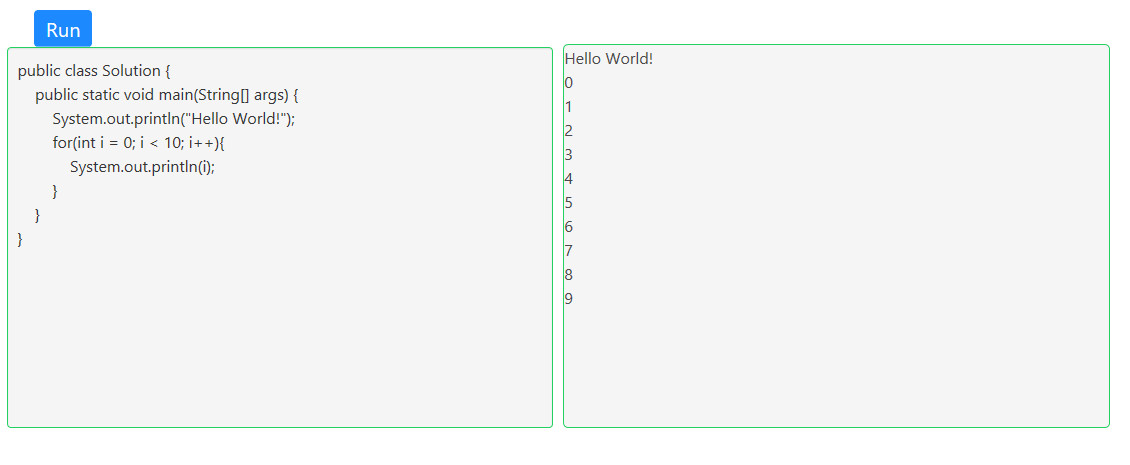 Run
public class Solution {
    public static void main(String[] args) {
        System.out.println("Hello World!");
        for(int i = 0; i < 10; i++){
            System.out.println(i);
        }
    }
}
Hello World!
0
1
2
3
4
5
6
7
8
9